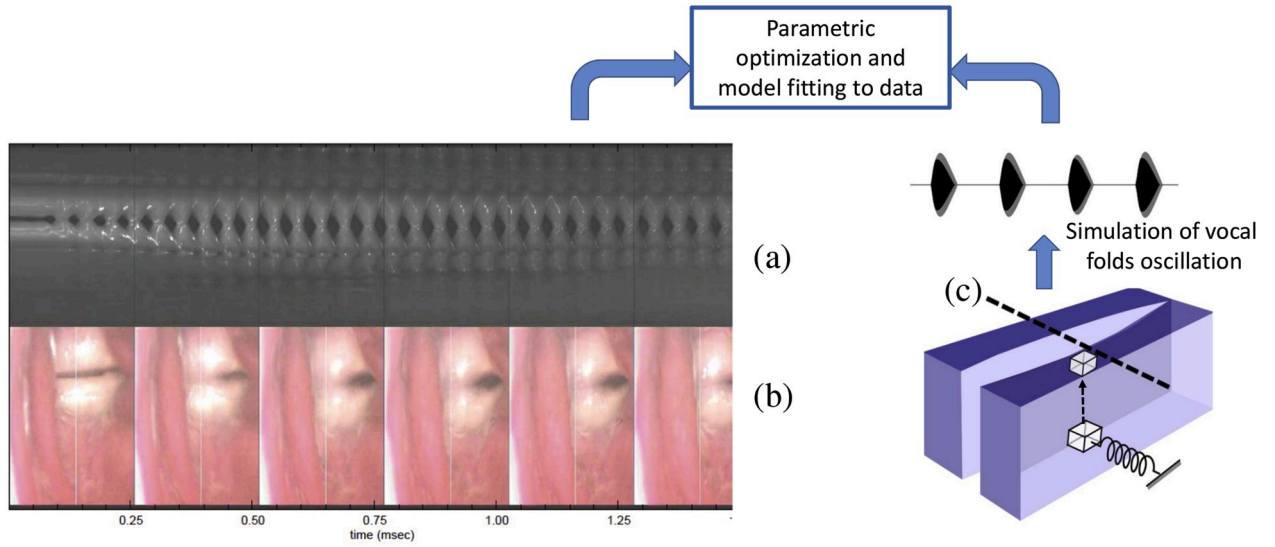 Parametric
optimization and
model fitting to data
(a)
Simulation of vocal
folds oscillation
(c)
(b)
0.25
0.50
0.75
1.00
1.25
time (msec)